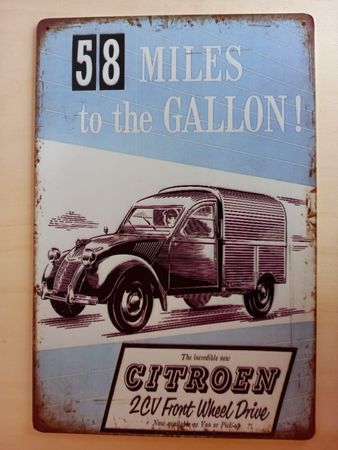 58 MILES
to the GALLON!
The incredible new
CITROEN
2CV Front Wheel Drive
Now available as Van or Pick-up